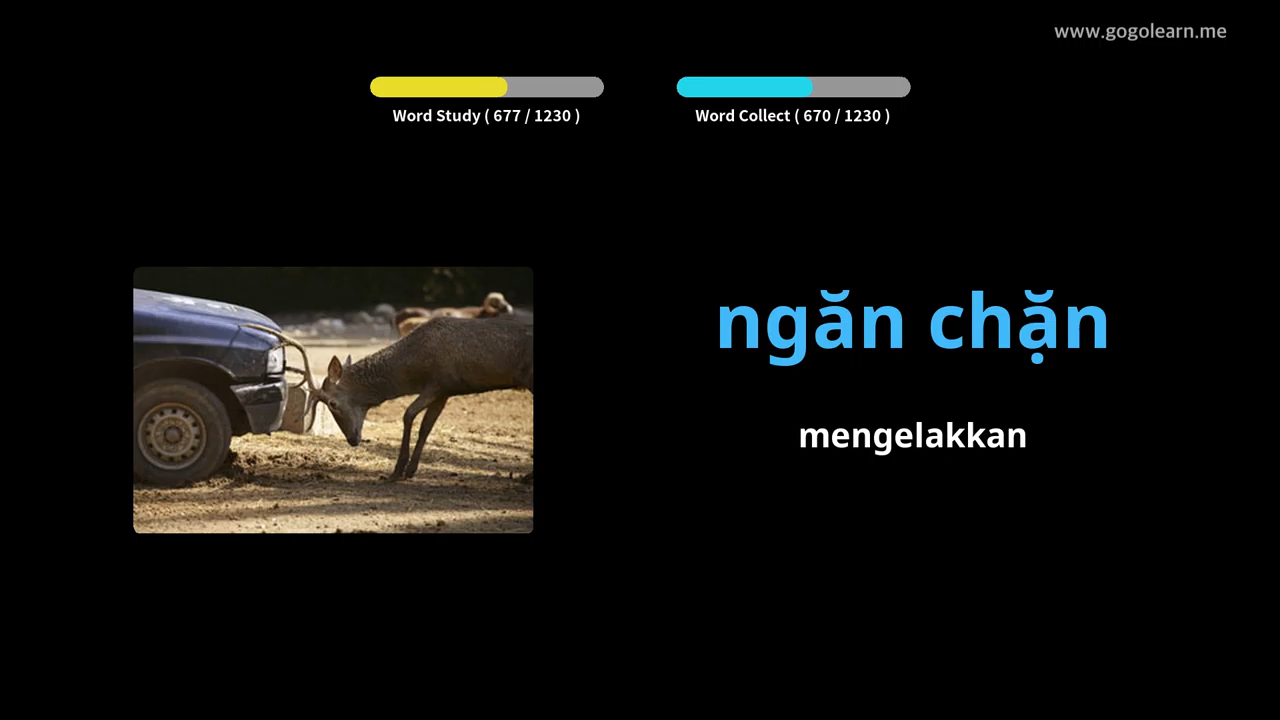 www.gogolearn.me
Word Study ( 677 / 1230 )
Word Collect ( 670 / 1230 )
ngăn chặn
mengelakkan